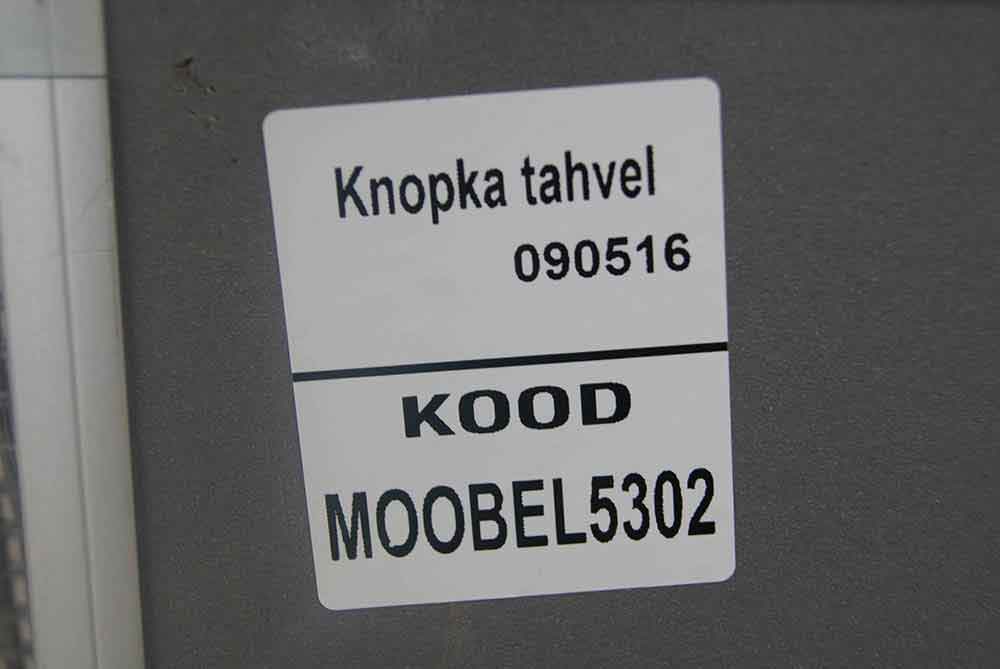 Knopka tahvel
090516
KOOD
MOOBEL5302